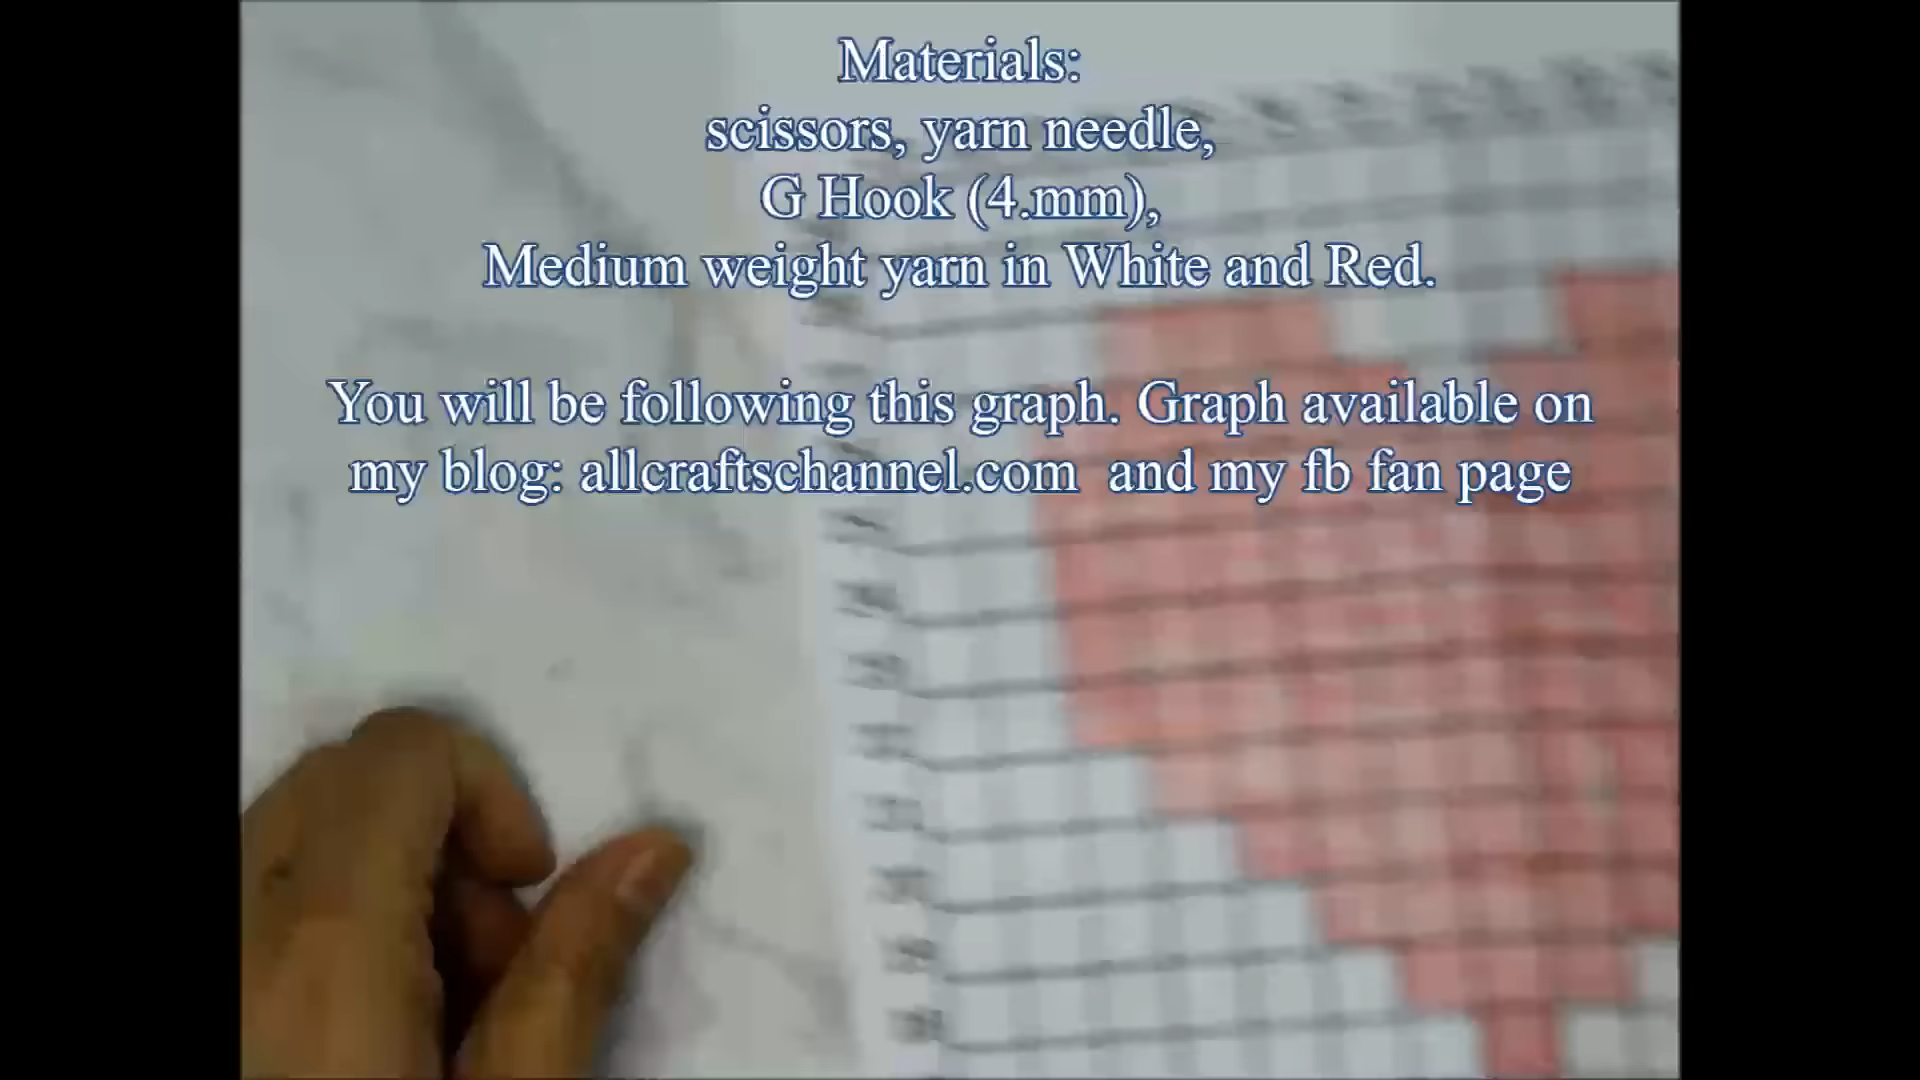 Materials:
scissors, yarn needle,
G Hook (4.mm),
Medium weight yarn in White and Red.
You will be following this graph. Graph available on
my blog: allcraftschannel.com and my fb fan page